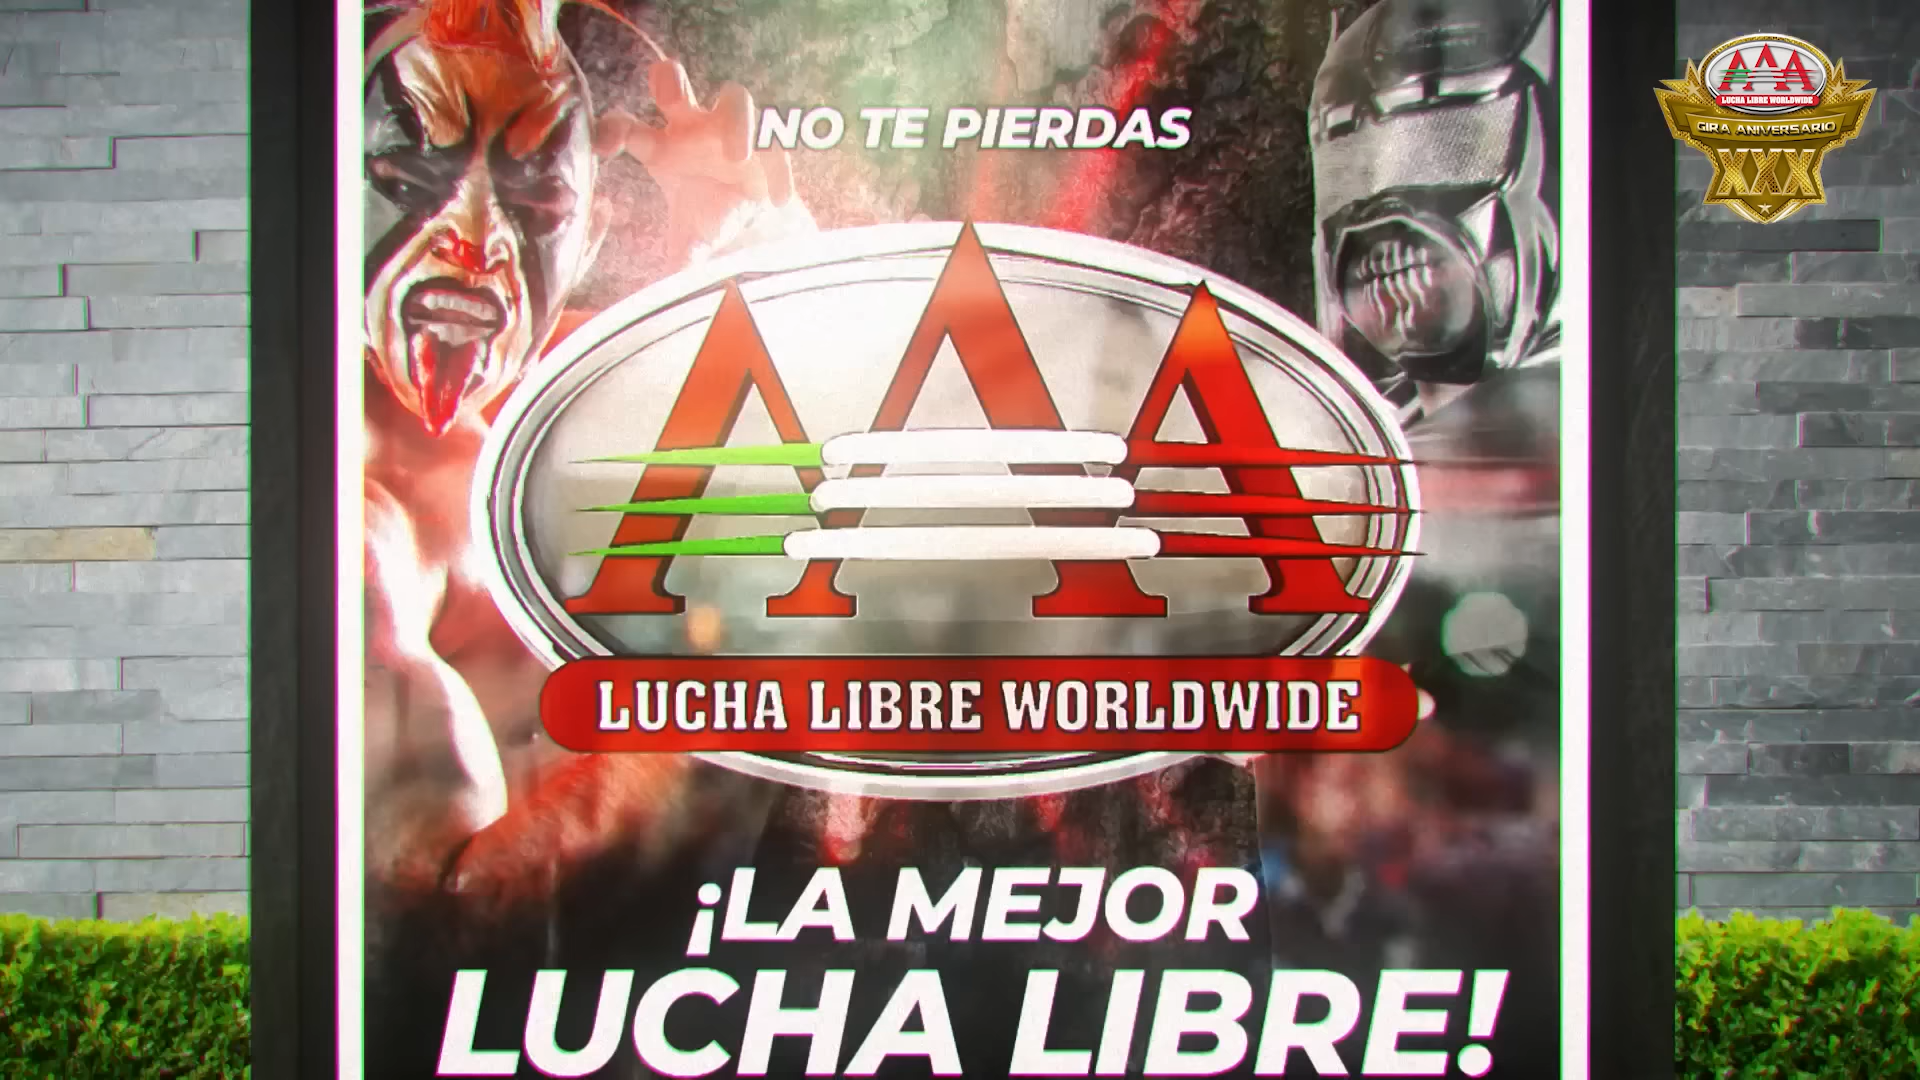 NO TE PIERDAS
AAA
LUCHA LIBRE WORLDWIDE
¡LA MEJOR
LUCHA LIBRE!
AAA
LUCHA LIBRE WORLDWIDE
GIRA ANIVERSARIO
XXX